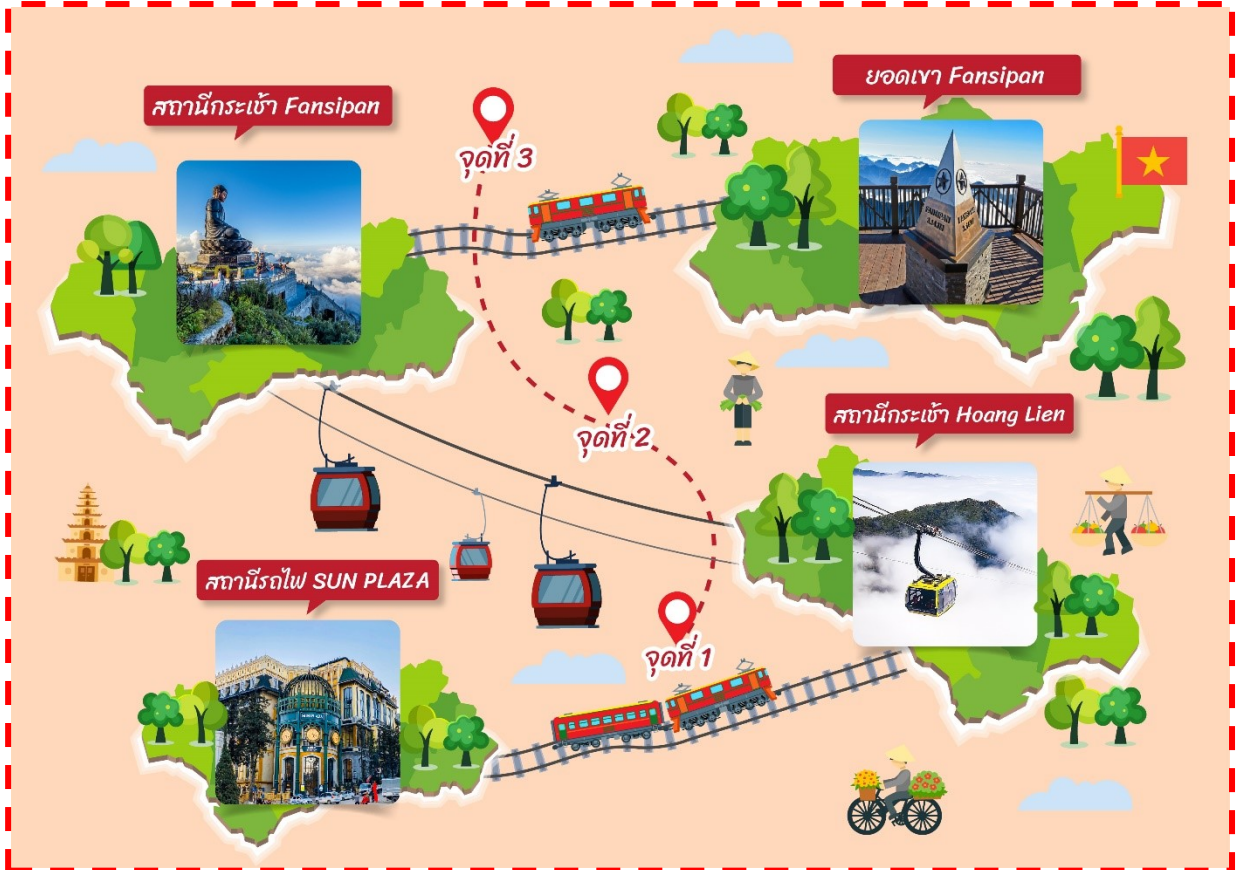 สถานีกระเช้า Fansipan
ยอดเขา Fansipan
จุดที่ 3
จุดที่ 2
สถานีกระเช้า Hoang Lien
สถานีรถไฟ SUN PLAZA
จุดที่ 1